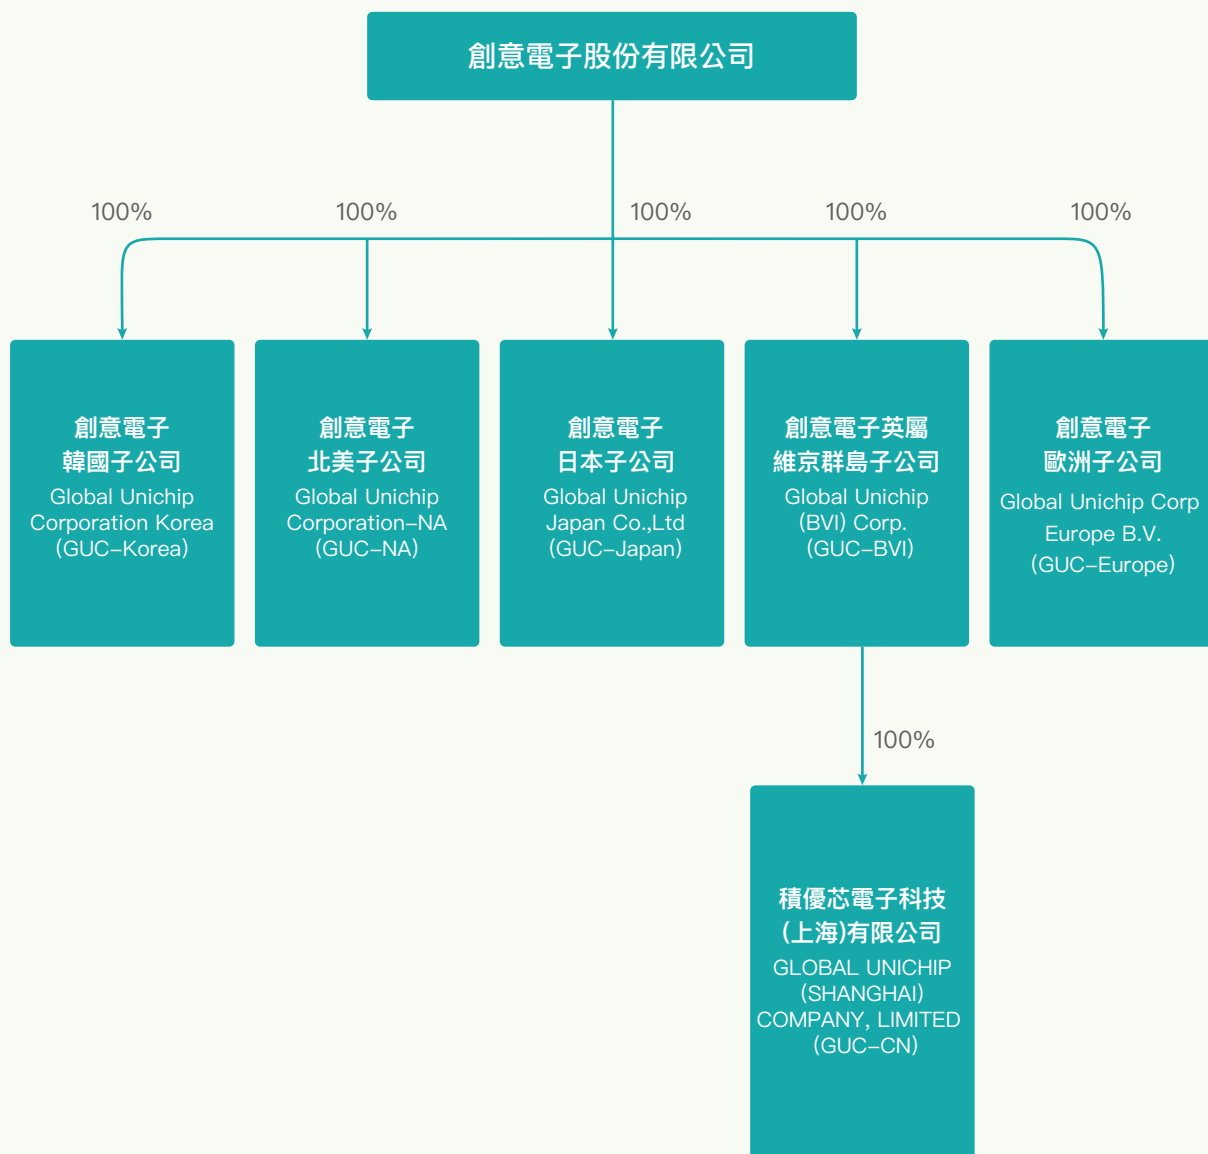 創意電子股份有限公司
100%
100%
100%
100%
100%
創意電子
韓國子公司
Global Unichip
Corporation Korea
(GUC-Korea)
創意電子
北美子公司
Global Unichip
Corporation-NA
(GUC-NA)
創意電子
日本子公司
Global Unichip
Japan Co.,Ltd
(GUC-Japan)
創意電子英屬
維京群島子公司
Global Unichip
(BVI) Corp.
(GUC-BVI)
創意電子
歐洲子公司
Global Unichip Corp
Europe B.V.
(GUC-Europe)
100%
積優芯電子科技
(上海)有限公司
GLOBAL UNICHIP
(SHANGHAI)
COMPANY, LIMITED
(GUC-CN)